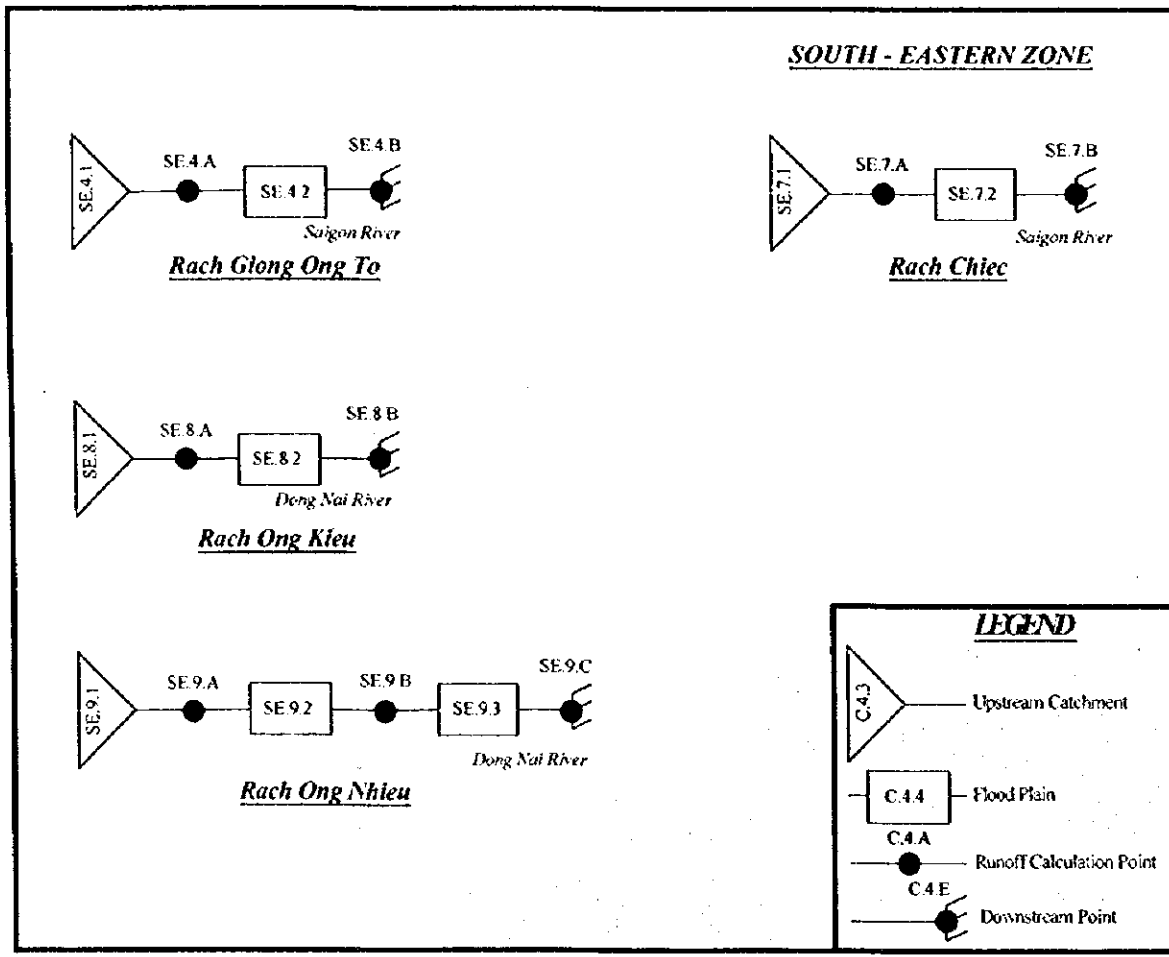 SOUTH - EASTERN ZONE
SE.4.1
SE.4.A
SE.4.2
SE.4.B
Saigon River
Rach Giong Ong To
SE.7.1
SE.7.A
SE.7.2
SE.7.B
Saigon River
Rach Chiec
SE.8.1
SE.8.A
SE.8.2
SE.8.B
Dong Nai River
Rach Ong Kieu
SE.9.1
SE.9.A
SE.9.2
SE.9.B
SE.9.3
SE.9.C
Dong Nai River
Rach Ong Nhieu
LEGEND
C.4.3
Upstream Catchment
C.4.4
Flood Plain
C.4.A
Runoff Calculation Point
C.4.E
Downstream Point